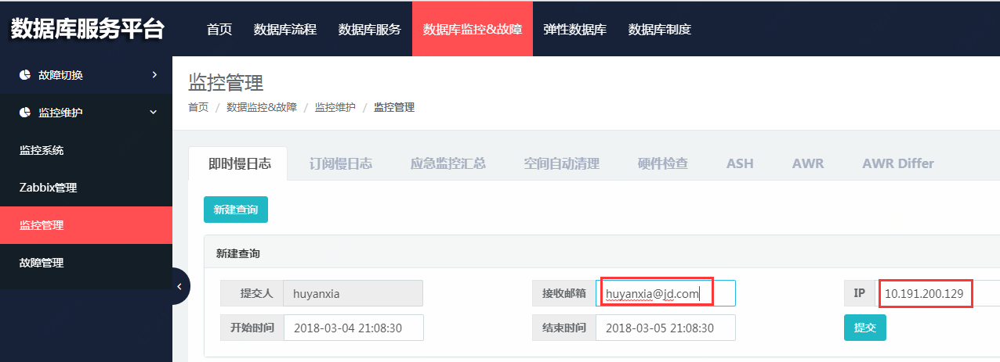 数据库服务平台 首页 数据库流程 数据库服务 数据库监控&故障 弹性数据库 数据库制度
故障切换
监控维护
监控系统
Zabbix管理
监控管理
故障管理
监控管理
首页 / 数据监控&故障 / 监控维护 / 监控管理
即时慢日志 订阅慢日志 应急监控汇总 空间自动清理 硬件检查 ASH AWR AWR Differ
新建查询
新建查询
提交人 huyanxia 接收邮箱 huyanxia@jd.com IP 10.191.200.129
开始时间 2018-03-04 21:08:30 结束时间 2018-03-05 21:08:30 提交